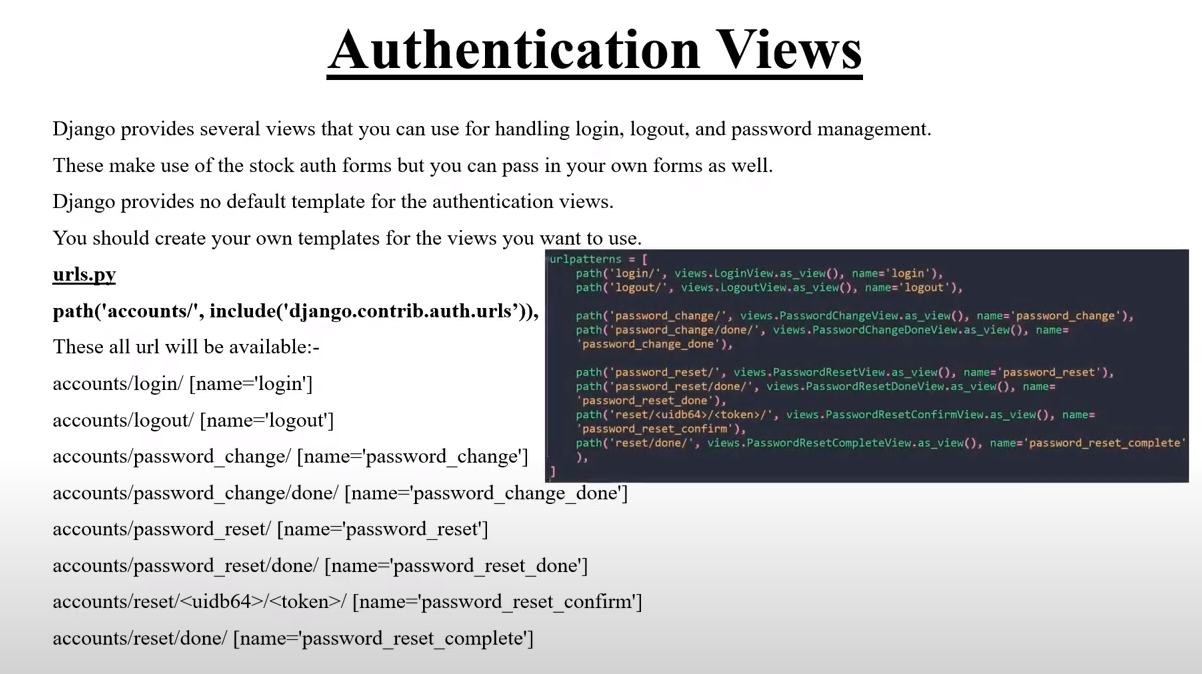 Authentication Views
Django provides several views that you can use for handling login, logout, and password management.
These make use of the stock auth forms but you can pass in your own forms as well.
Django provides no default template for the authentication views.
You should create your own templates for the views you want to use.
urls.py
path('accounts/', include('django.contrib.auth.urls’)),
These all url will be available:-
accounts/login/ [name='login']
accounts/logout/ [name='logout']
accounts/password_change/ [name='password_change']
accounts/password_change/done/ [name='password_change_done']
accounts/password_reset/ [name='password_reset']
accounts/password_reset/done/ [name='password_reset_done']
accounts/reset/<uidb64>/<token>/ [name='password_reset_confirm']
accounts/reset/done/ [name='password_reset_complete']
urlpatterns = [
path('login/', views.LoginView.as_view(), name='login'),
path('logout/', views.LogoutView.as_view(), name='logout'),
path('password_change/', views.PasswordChangeView.as_view(), name='password_change'),
path('password_change/done/', views.PasswordChangeDoneView.as_view(), name=
'password_change_done'),
path('password_reset/', views.PasswordResetView.as_view(), name='password_reset'),
path('password_reset/done/', views.PasswordResetDoneView.as_view(), name=
'password_reset_done'),
path('reset/<uidb64>/<token>/', views.PasswordResetConfirmView.as_view(), name=
'password_reset_confirm'),
path('reset/done/', views.PasswordResetCompleteView.as_view(), name='password_reset_complete'
),
]